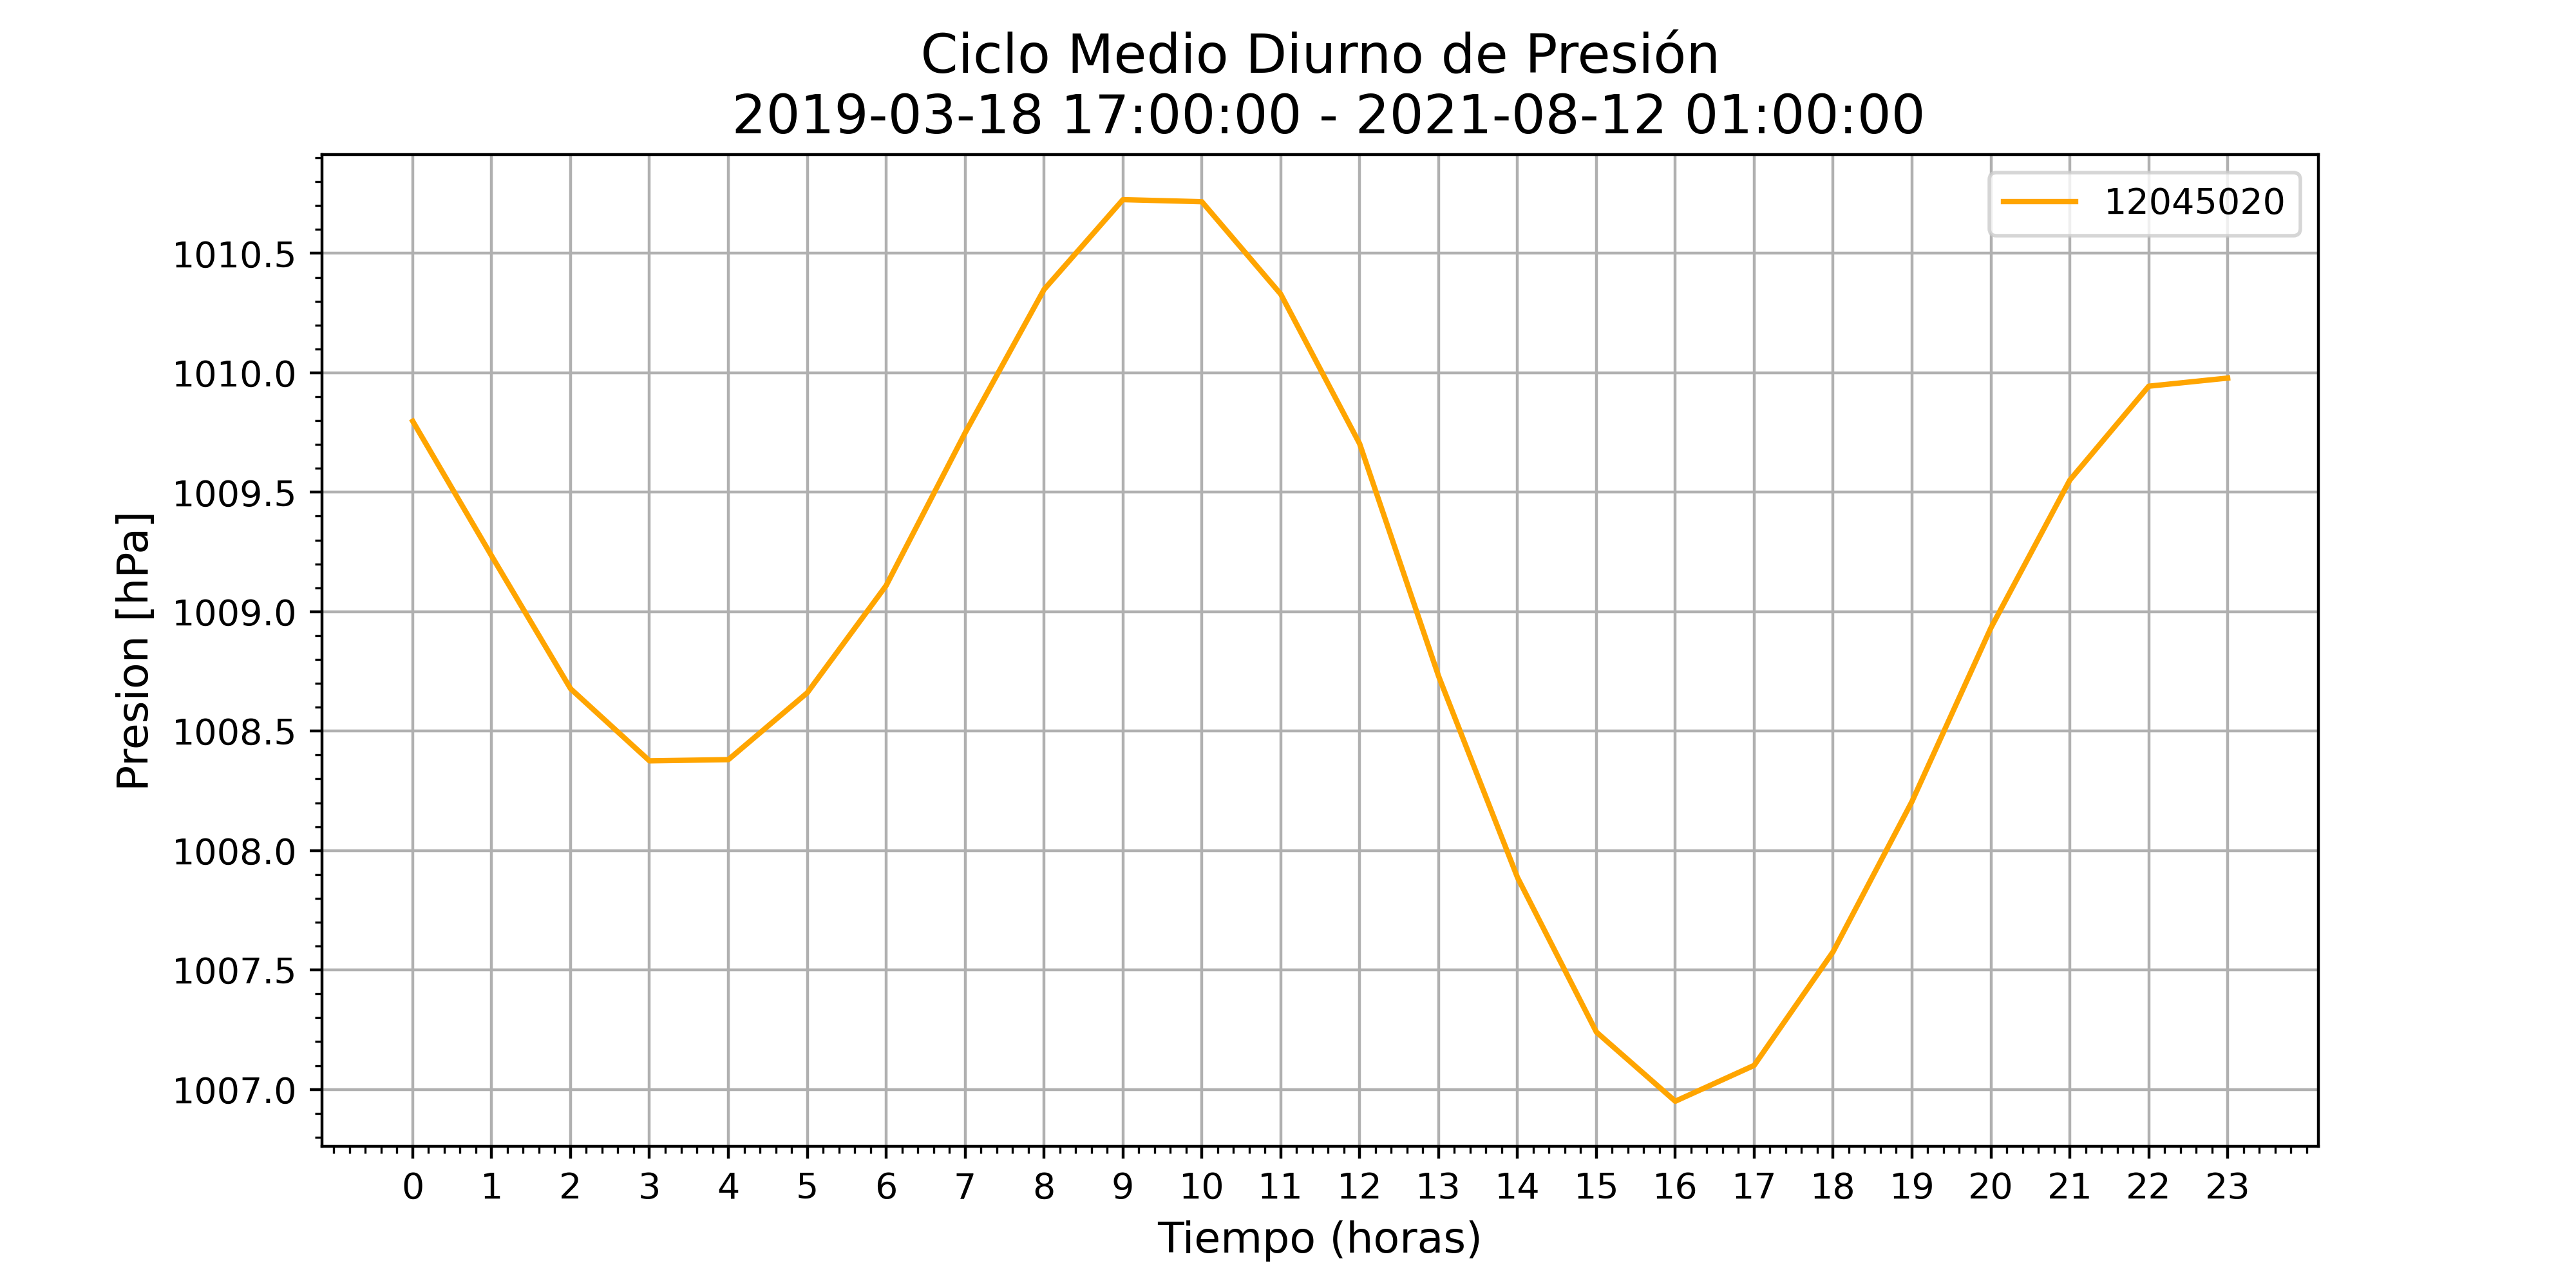 Ciclo Medio Diurno de Presión
2019-03-18 17:00:00 - 2021-08-12 01:00:00
12045020
Presion [hPa]
1010.5
1010.0
1009.5
1009.0
1008.5
1008.0
1007.5
1007.0
0 1 2 3 4 5 6 7 8 9 10 11 12 13 14 15 16 17 18 19 20 21 22 23
Tiempo (horas)